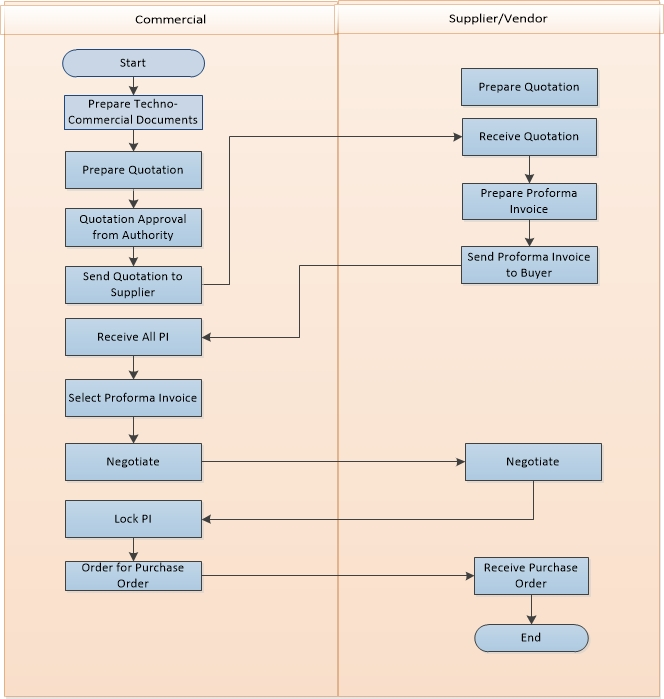 Commercial
Start
Prepare Techno-
Commercial Documents
Prepare Quotation
Quotation Approval
from Authority
Send Quotation to
Supplier
Receive All PI
Select Proforma Invoice
Negotiate
Lock PI
Order for Purchase
Order
Supplier/Vendor
Prepare Quotation
Receive Quotation
Prepare Proforma
Invoice
Send Proforma Invoice
to Buyer
Negotiate
Receive Purchase
Order
End